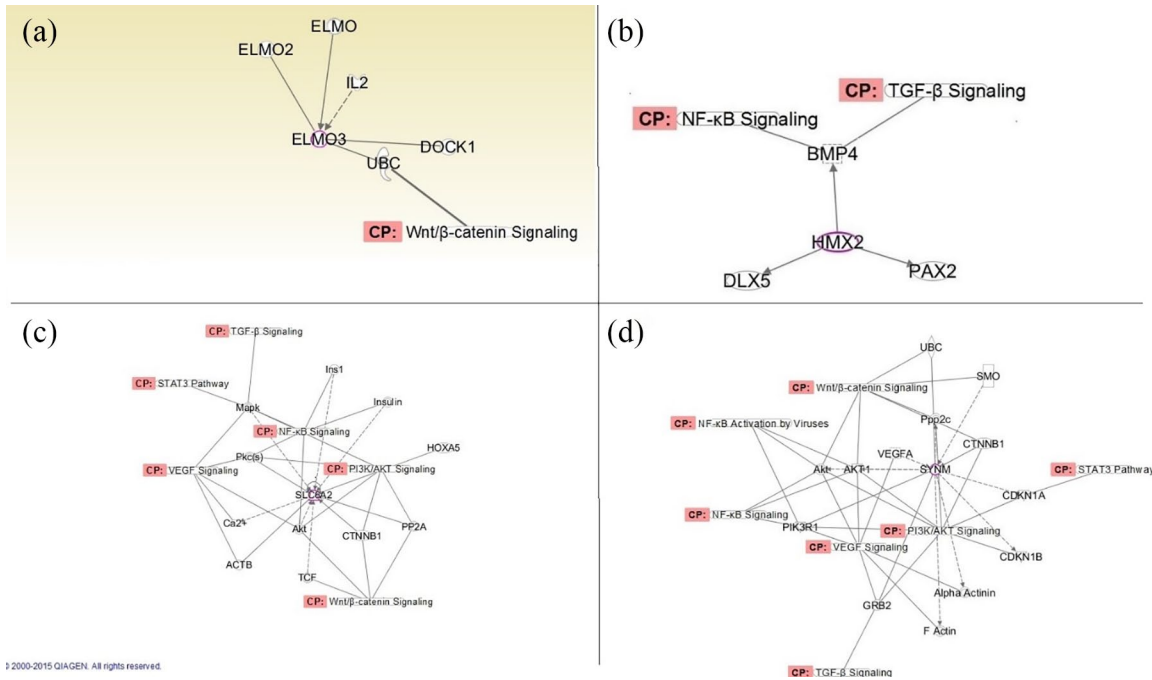 (a)
ELMO
ELMO2
IL2
ELMO3
DOCK1
UBC
CP: Wnt/β-catenin Signaling
(b)
CP: TGF-β Signaling
CP: NF-κB Signaling
BMP4
HMX2
DLX5
PAX2
(c)
CP: TGF-β Signaling
CP: STAT3 Pathway
Ins1
Mapk
Insulin
CP: NF-κB Signaling
HOXA5
Pkc(s)
CP: VEGF Signaling
CP: PI3K/AKT Signaling
SLC6A2
Ca2+
Akt
CTNNB1
PP2A
ACTB
TCF
CP: Wnt/β-catenin Signaling
© 2000-2015 QIAGEN. All rights reserved.
(d)
UBC
SMO
CP: Wnt/β-catenin Signaling
CP: NF-κB Activation by Viruses
Ppp2c
VEGFA
CTNNB1
Akt
AKT1
SYNM
CP: STAT3 Pathway
CDKN1A
CP: NF-κB Signaling
PIK3R1
CP: PI3K/AKT Signaling
CP: VEGF Signaling
CDKN1B
Alpha Actinin
GRB2
F Actin
CP: TGF-β Signaling